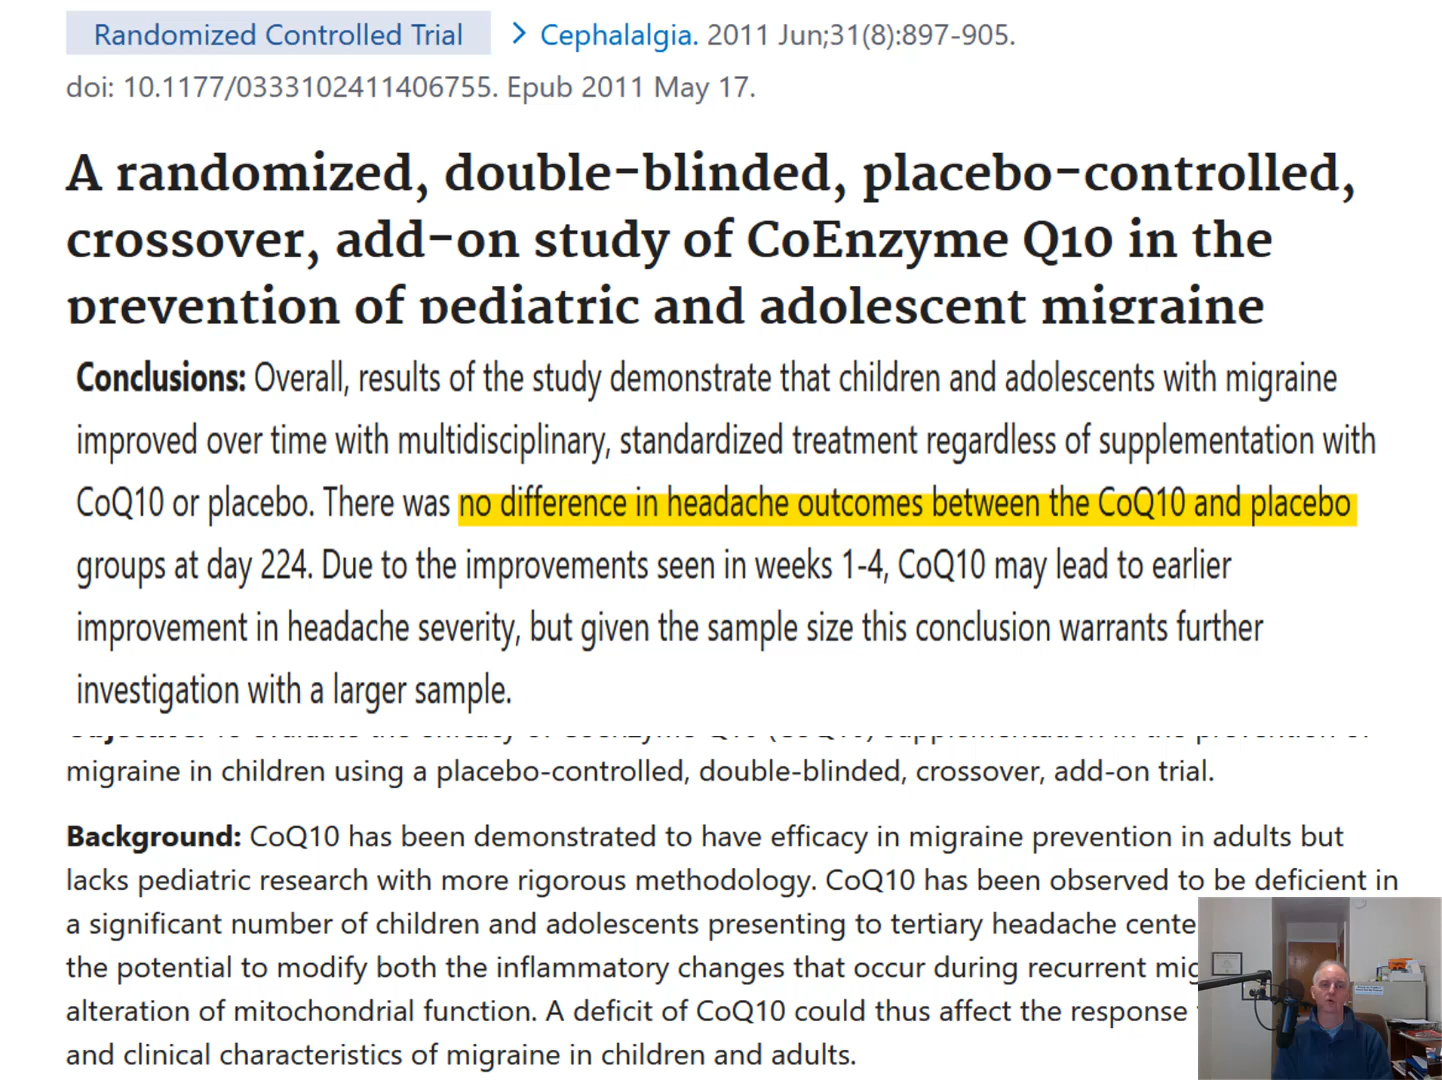 Randomized Controlled Trial > Cephalalgia. 2011 Jun;31(8):897-905.
doi: 10.1177/0333102411406755. Epub 2011 May 17.
A randomized, double-blinded, placebo-controlled,
crossover, add-on study of CoEnzyme Q10 in the
prevention of pediatric and adolescent migraine
Conclusions: Overall, results of the study demonstrate that children and adolescents with migraine
improved over time with multidisciplinary, standardized treatment regardless of supplementation with
CoQ10 or placebo. There was no difference in headache outcomes between the CoQ10 and placebo
groups at day 224. Due to the improvements seen in weeks 1-4, CoQ10 may lead to earlier
improvement in headache severity, but given the sample size this conclusion warrants further
investigation with a larger sample.
migraine in children using a placebo-controlled, double-blinded, crossover, add-on trial.
Background: CoQ10 has been demonstrated to have efficacy in migraine prevention in adults but
lacks pediatric research with more rigorous methodology. CoQ10 has been observed to be deficient in
a significant number of children and adolescents presenting to tertiary headache cente
the potential to modify both the inflammatory changes that occur during recurrent mig
alteration of mitochondrial function. A deficit of CoQ10 could thus affect the response
and clinical characteristics of migraine in children and adults.